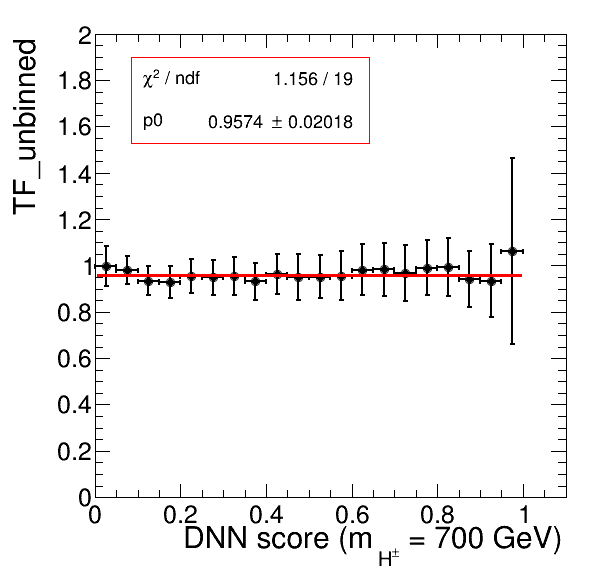 TF_unbinned
2
1.8
1.6
1.4
1.2
1
0.8
0.6
0.4
0.2
0
χ² / ndf 1.156 / 19
p0 0.9574 ± 0.02018
0 0.2 0.4 0.6 0.8 1
DNN score (m_H± = 700 GeV)